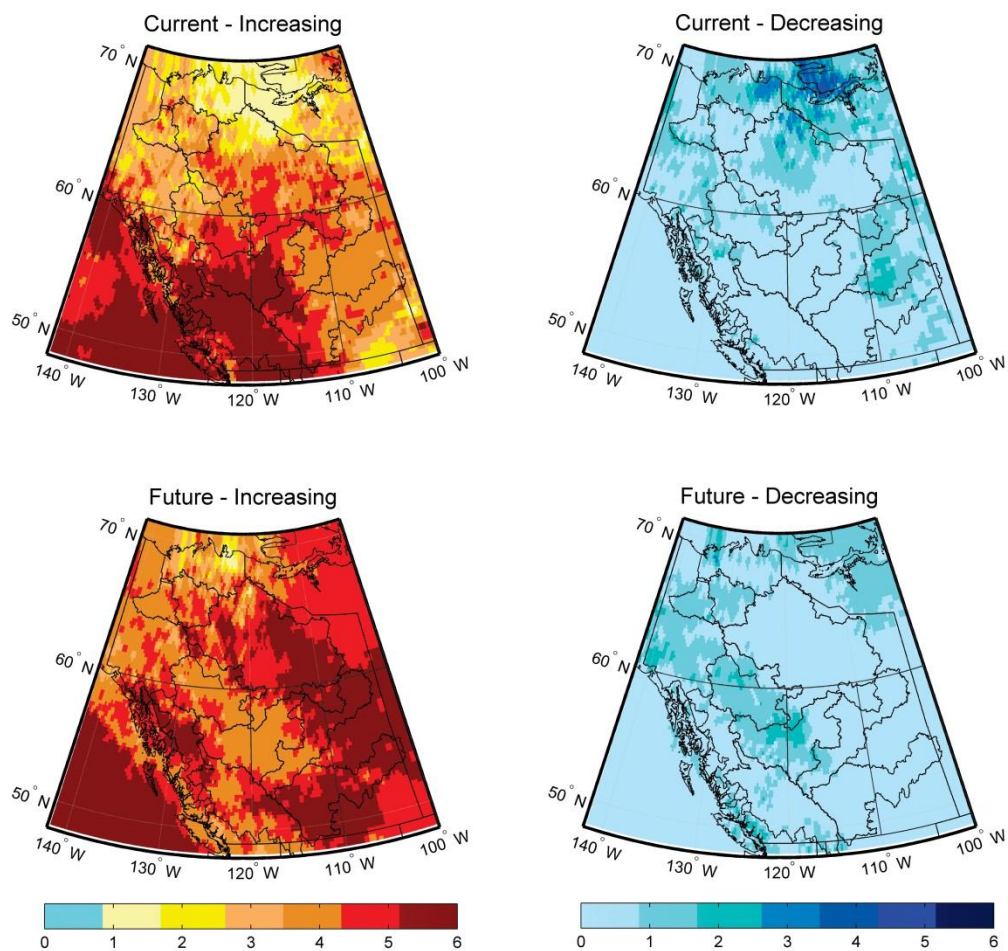 Current - Increasing
Current - Decreasing
70° N
60° N
50° N
140° W
130° W
120° W
110° W
100° W
70° N
60° N
50° N
140° W
130° W
120° W
110° W
100° W
Future - Increasing
Future - Decreasing
70° N
60° N
50° N
140° W
130° W
120° W
110° W
100° W
70° N
60° N
50° N
140° W
130° W
120° W
110° W
100° W
0 1 2 3 4 5 6
0 1 2 3 4 5 6